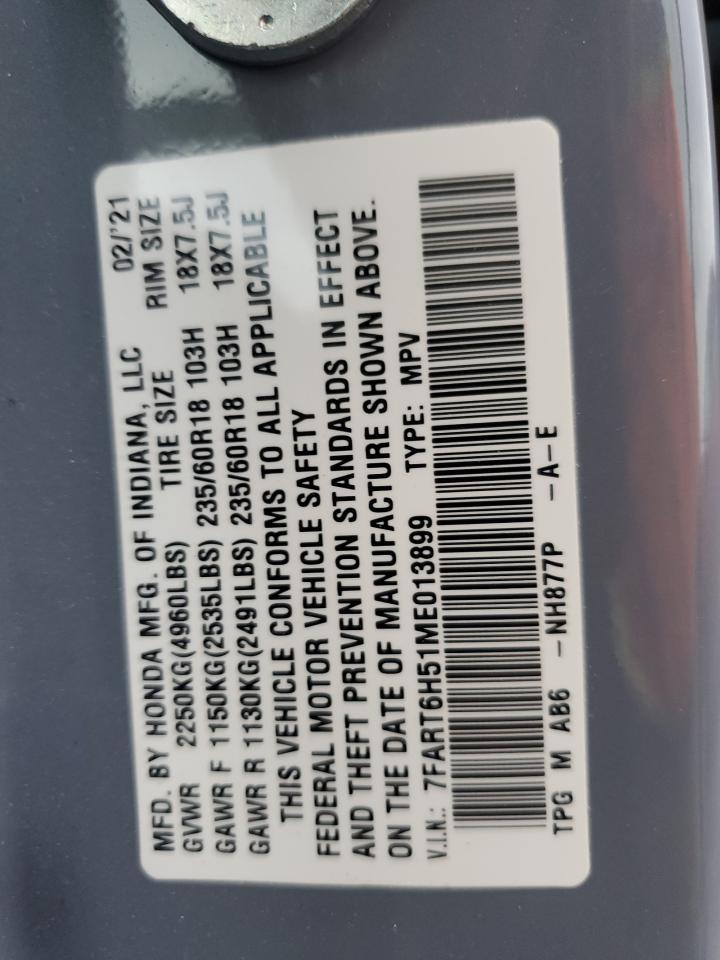 MFD. BY HONDA MFG. OF INDIANA, LLC 02/'21
GVWR 2250KG(4960LBS) TIRE SIZE RIM SIZE
GAWR F 1150KG(2535LBS) 235/60R18 103H 18X7.5J
GAWR R 1130KG(2491LBS) 235/60R18 103H 18X7.5J
THIS VEHICLE CONFORMS TO ALL APPLICABLE
FEDERAL MOTOR VEHICLE SAFETY
AND THEFT PREVENTION STANDARDS IN EFFECT
ON THE DATE OF MANUFACTURE SHOWN ABOVE.
V.I.N.: 7FART6H51ME013899 TYPE: MPV
TPG M AB6 -NH877P -A-E